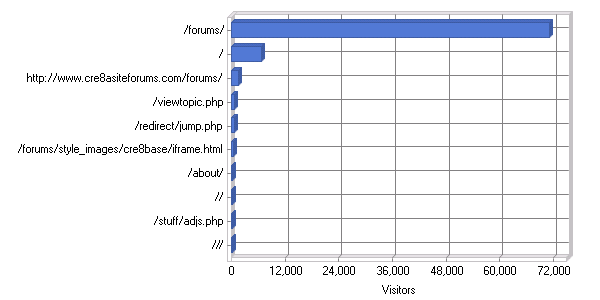 /forums/
/
http://www.cre8asiteforums.com/forums/
/viewtopic.php
/redirect/jump.php
/forums/style_images/cre8base/iframe.html
/about/
//
/stuff/adjs.php
///
0 12,000 24,000 36,000 48,000 60,000 72,000
Visitors